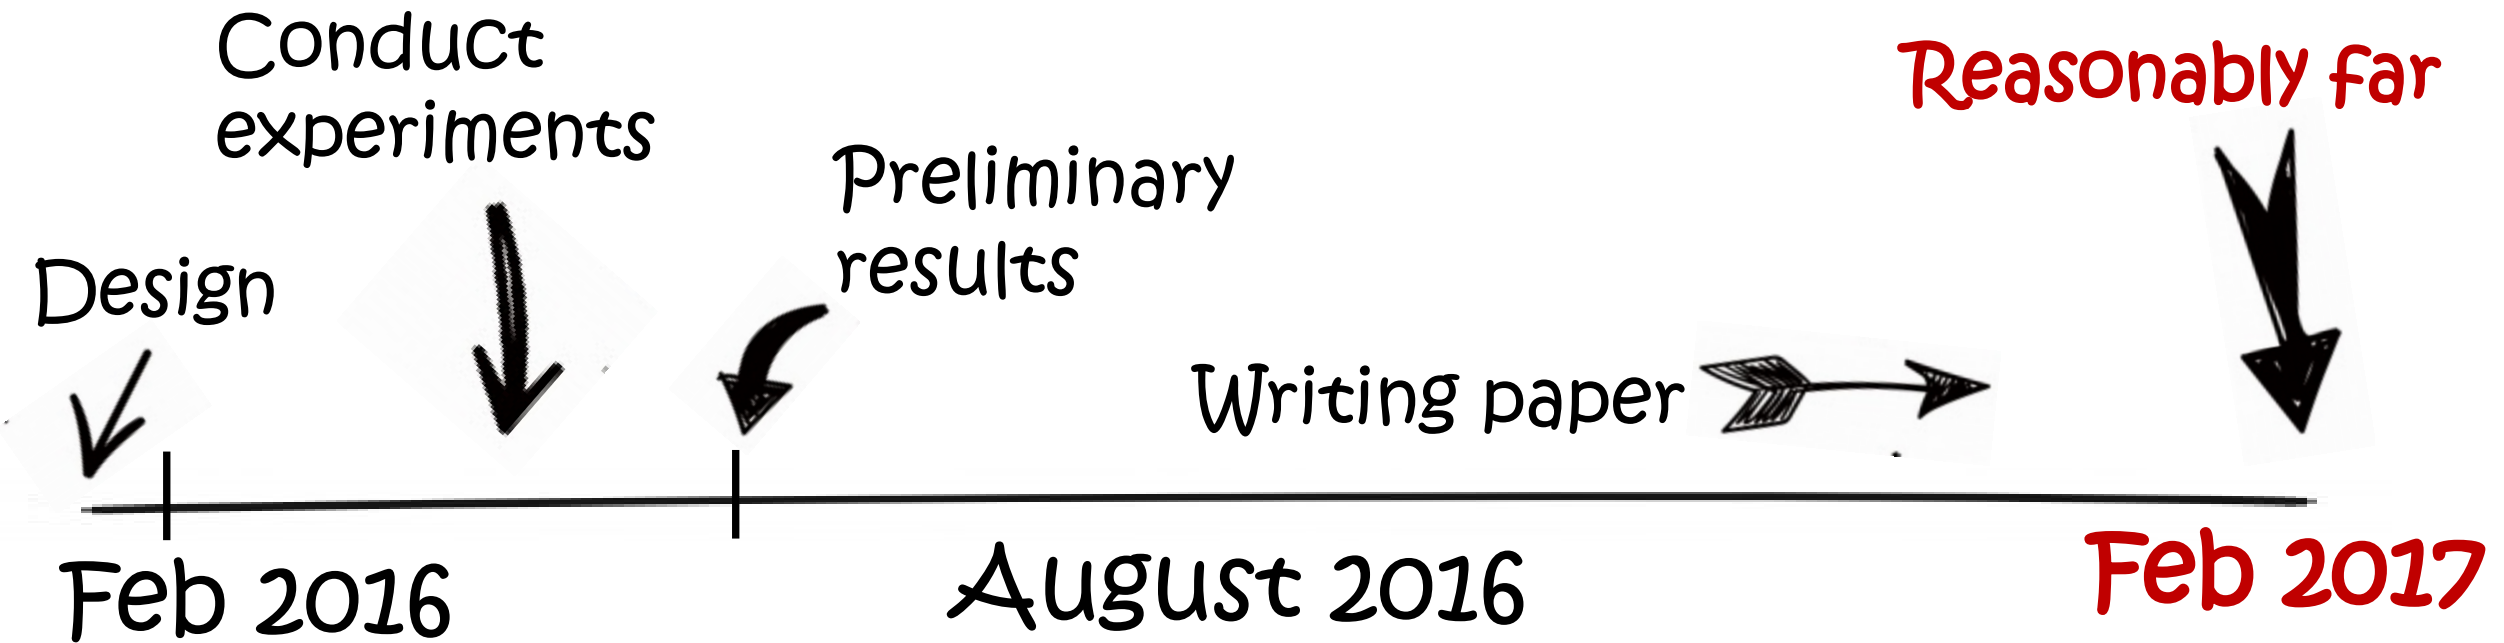 Conduct
experiments
Reasonably far
Preliminary
results
Design
Writing paper
Feb 2016
August 2016
Feb 2017